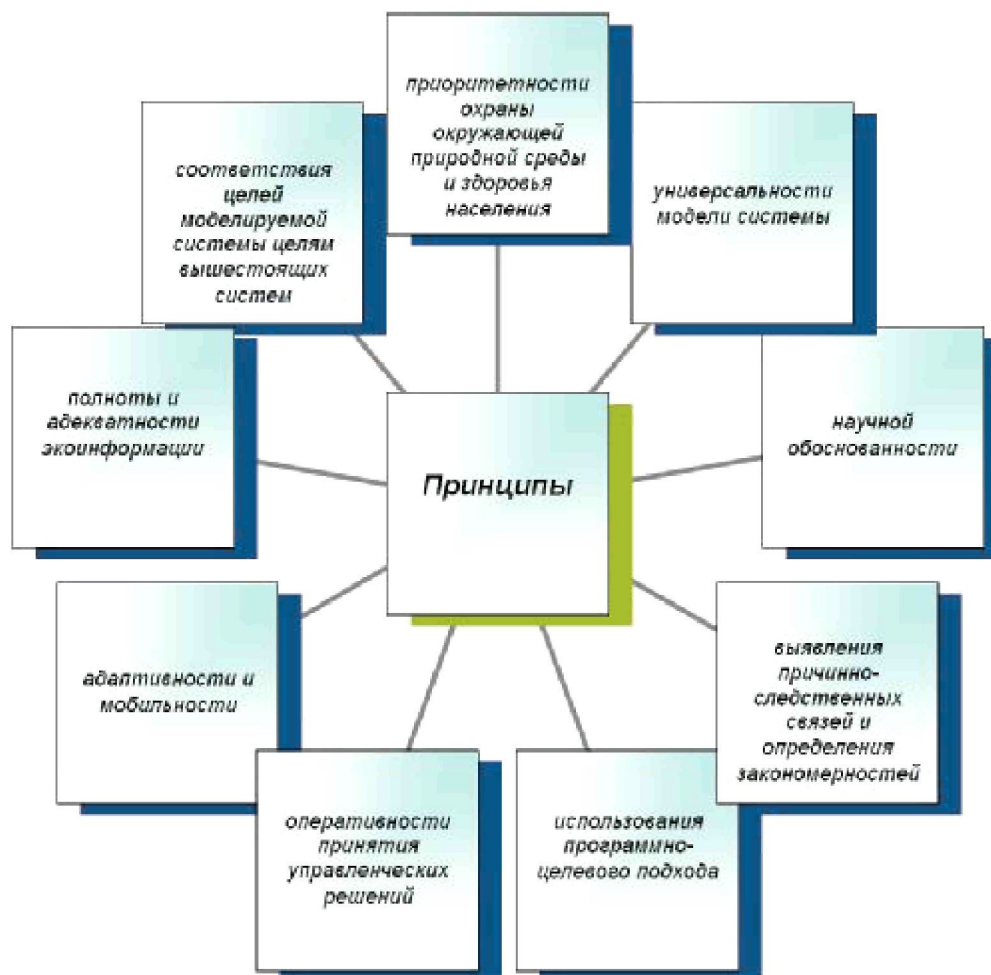 приоритетности
охраны
окружающей
природной среды
и здоровья
населения
универсальности
модели системы
научной
обоснованности
выявления
причинно-
следственных
связей и
определения
закономерностей
использования
программно-
целевого подхода
оперативности
принятия
управленческих
решений
адаптивности и
мобильности
полноты и
адекватности
экоинформации
соответствия
целей
моделируемой
системы целям
вышестоящих
систем
Принципы